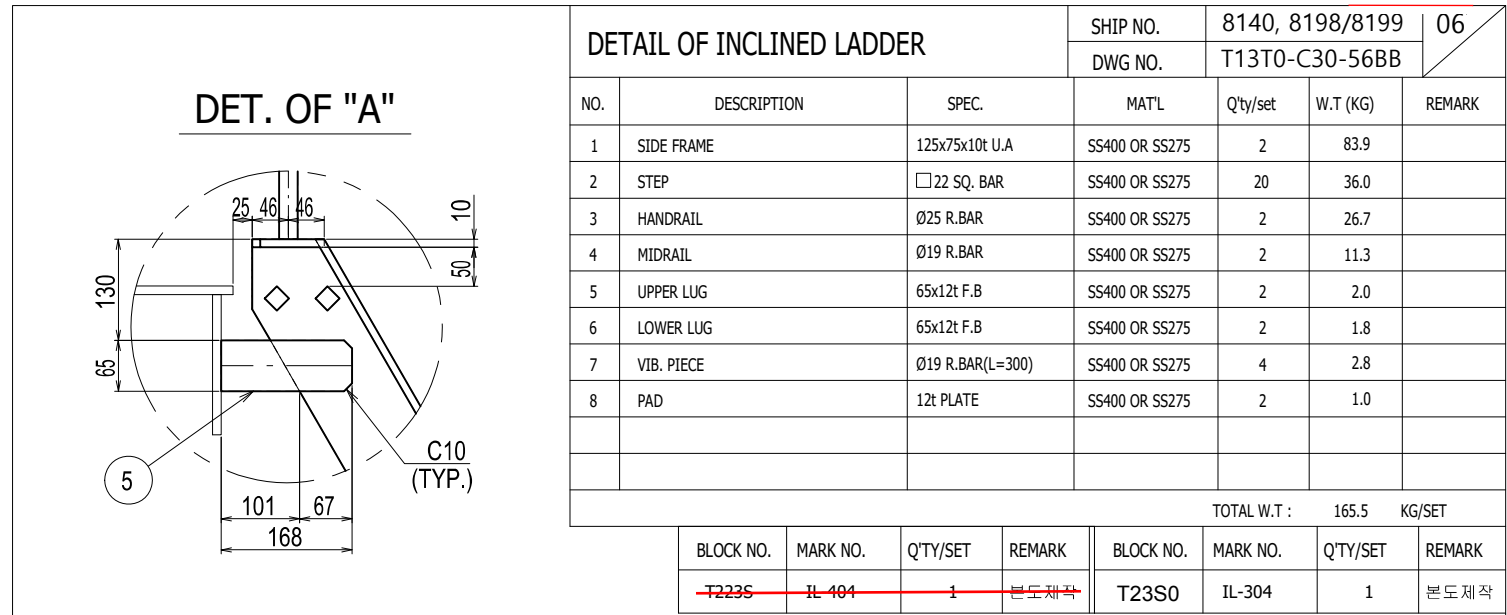 DET. OF "A"
25 46 46 10
50
130
65
5
C10
(TYP.)
101 67
168
DETAIL OF INCLINED LADDER
SHIP NO. 8140, 8198/8199 06
DWG NO. T13T0-C30-56BB
NO. DESCRIPTION SPEC. MAT'L Q'ty/set W.T (KG) REMARK
1 SIDE FRAME 125x75x10t U.A SS400 OR SS275 2 83.9
2 STEP □22 SQ. BAR SS400 OR SS275 20 36.0
3 HANDRAIL Ø25 R.BAR SS400 OR SS275 2 26.7
4 MIDRAIL Ø19 R.BAR SS400 OR SS275 2 11.3
5 UPPER LUG 65x12t F.B SS400 OR SS275 2 2.0
6 LOWER LUG 65x12t F.B SS400 OR SS275 2 1.8
7 VIB. PIECE Ø19 R.BAR(L=300) SS400 OR SS275 4 2.8
8 PAD 12t PLATE SS400 OR SS275 2 1.0
TOTAL W.T : 165.5 KG/SET
BLOCK NO. MARK NO. Q'TY/SET REMARK BLOCK NO. MARK NO. Q'TY/SET REMARK
T223S IL-404 1 본도제작 T23S0 IL-304 1 본도제작